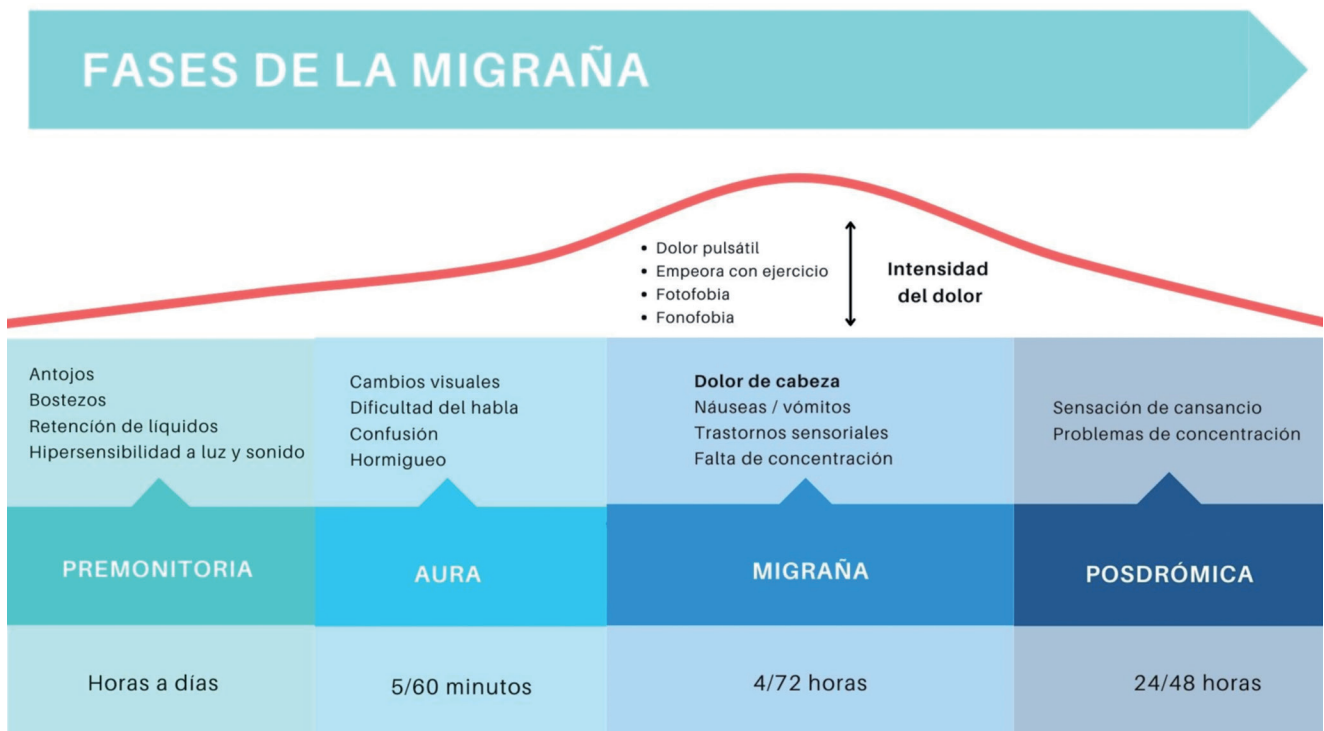 FASES DE LA MIGRAÑA
• Dolor pulsátil
• Empeora con ejercicio
• Fotofobia
• Fonofobia
Intensidad
del dolor
Antojos
Bostezos
Retención de líquidos
Hipersensibilidad a luz y sonido
PREMONITORIA
Horas a días
Cambios visuales
Dificultad del habla
Confusión
Hormigueo
AURA
5/60 minutos
Dolor de cabeza
Náuseas / vómitos
Trastornos sensoriales
Falta de concentración
MIGRAÑA
4/72 horas
Sensación de cansancio
Problemas de concentración
POSDRÓMICA
24/48 horas